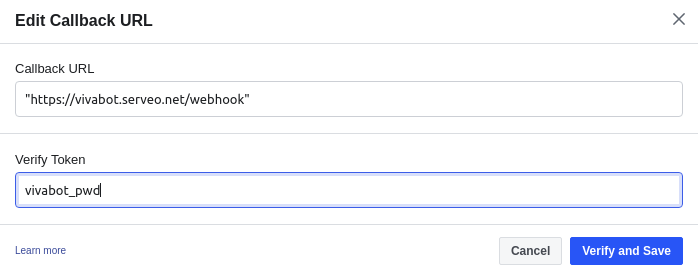 Edit Callback URL
Callback URL
"https://vivabot.serveo.net/webhook"
Verify Token
vivabot_pwd
Learn more
Cancel
Verify and Save